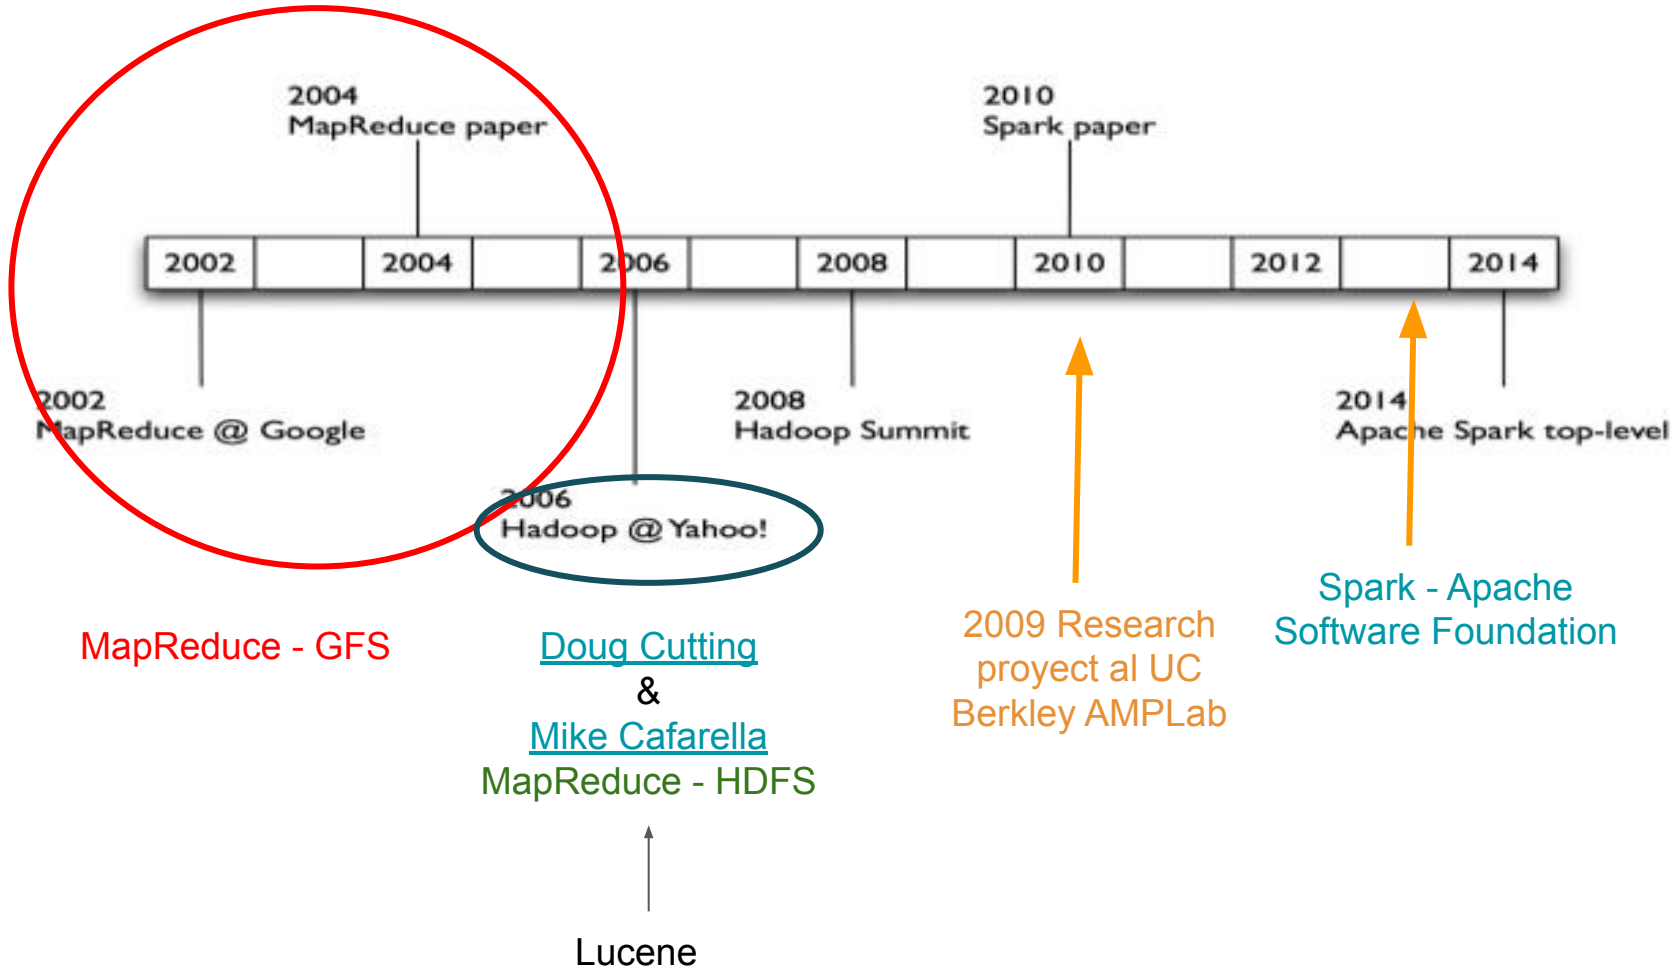 2004
MapReduce paper
2010
Spark paper
2002
2004
2006
2008
2010
2012
2014
2002
MapReduce @ Google
2008
Hadoop Summit
2014
Apache Spark top-level
2006
Hadoop @ Yahoo!
MapReduce - GFS
Doug Cutting
&
Mike Cafarella
MapReduce - HDFS
Lucene
2009 Research
proyect al UC
Berkley AMPLab
Spark - Apache
Software Foundation